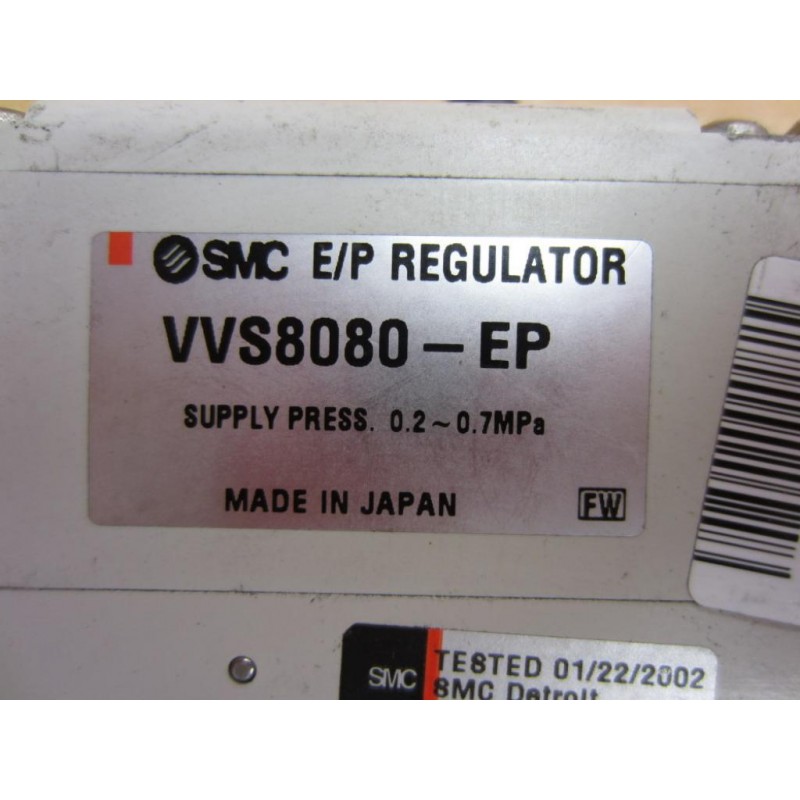 SMC E/P REGULATOR
VVS8080-EP
SUPPLY PRESS. 0.2~0.7MPa
MADE IN JAPAN FW
SMC
TESTED 01/22/2002
SMC Detroit